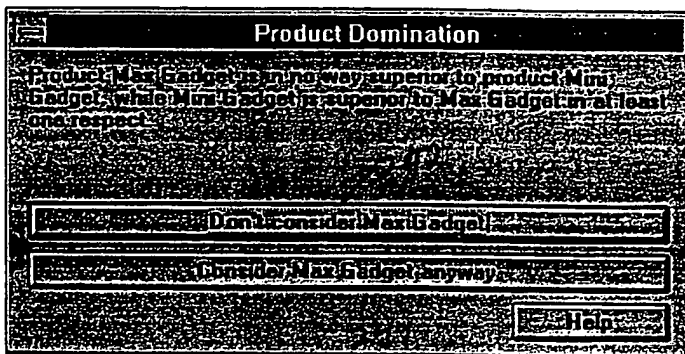 Product Domination
Product Max Gadget is in no way superior to product Mini
Gadget, while Mini Gadget is superior to Max Gadget in at least
one respect.
Don't consider Max Gadget
Consider Max Gadget anyway
Help